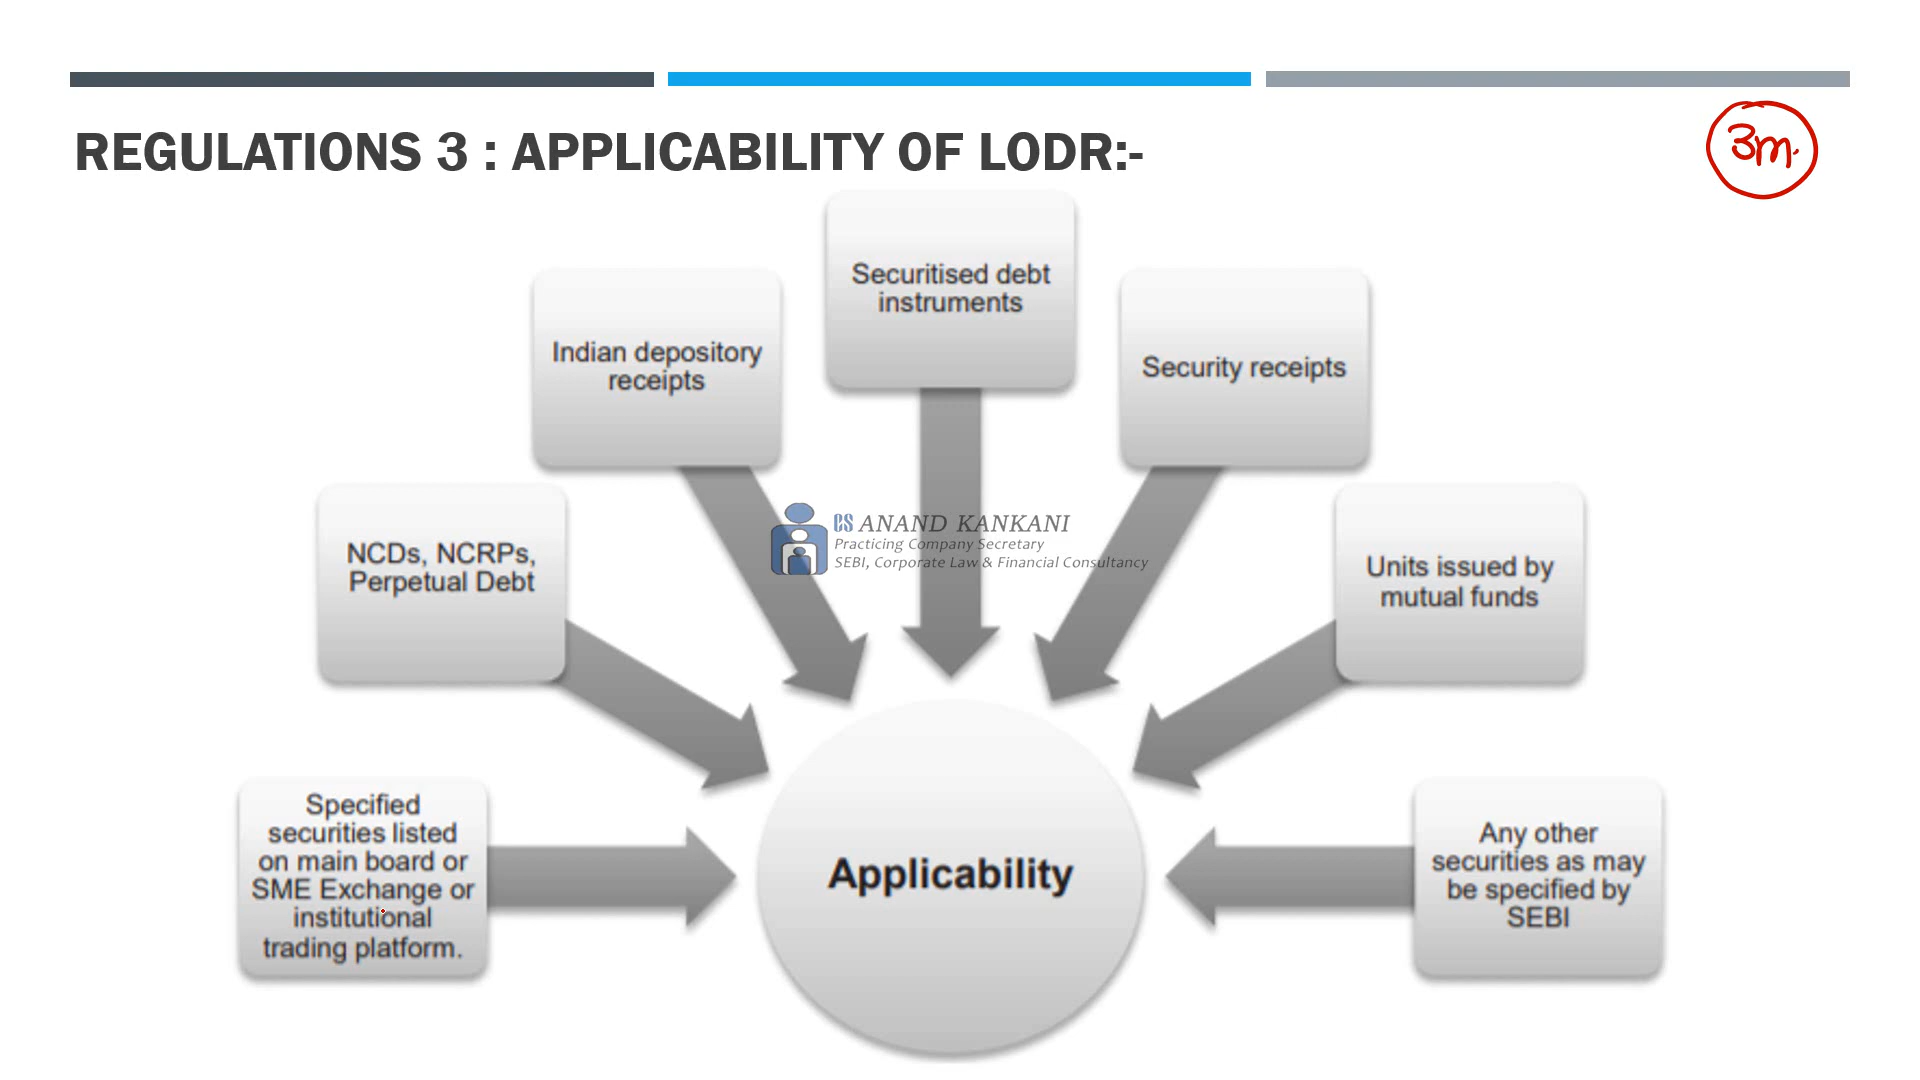 REGULATIONS 3 : APPLICABILITY OF LODR:-
3m.
Securitised debt
instruments
Indian depository
receipts
Security receipts
NCDs, NCRPs,
Perpetual Debt
CS ANAND KANKANI
Practicing Company Secretary
SEBI, Corporate Law & Financial Consultancy
Units issued by
mutual funds
Specified
securities listed
on main board or
SME Exchange or
institutional
trading platform.
Applicability
Any other
securities as may
be specified by
SEBI